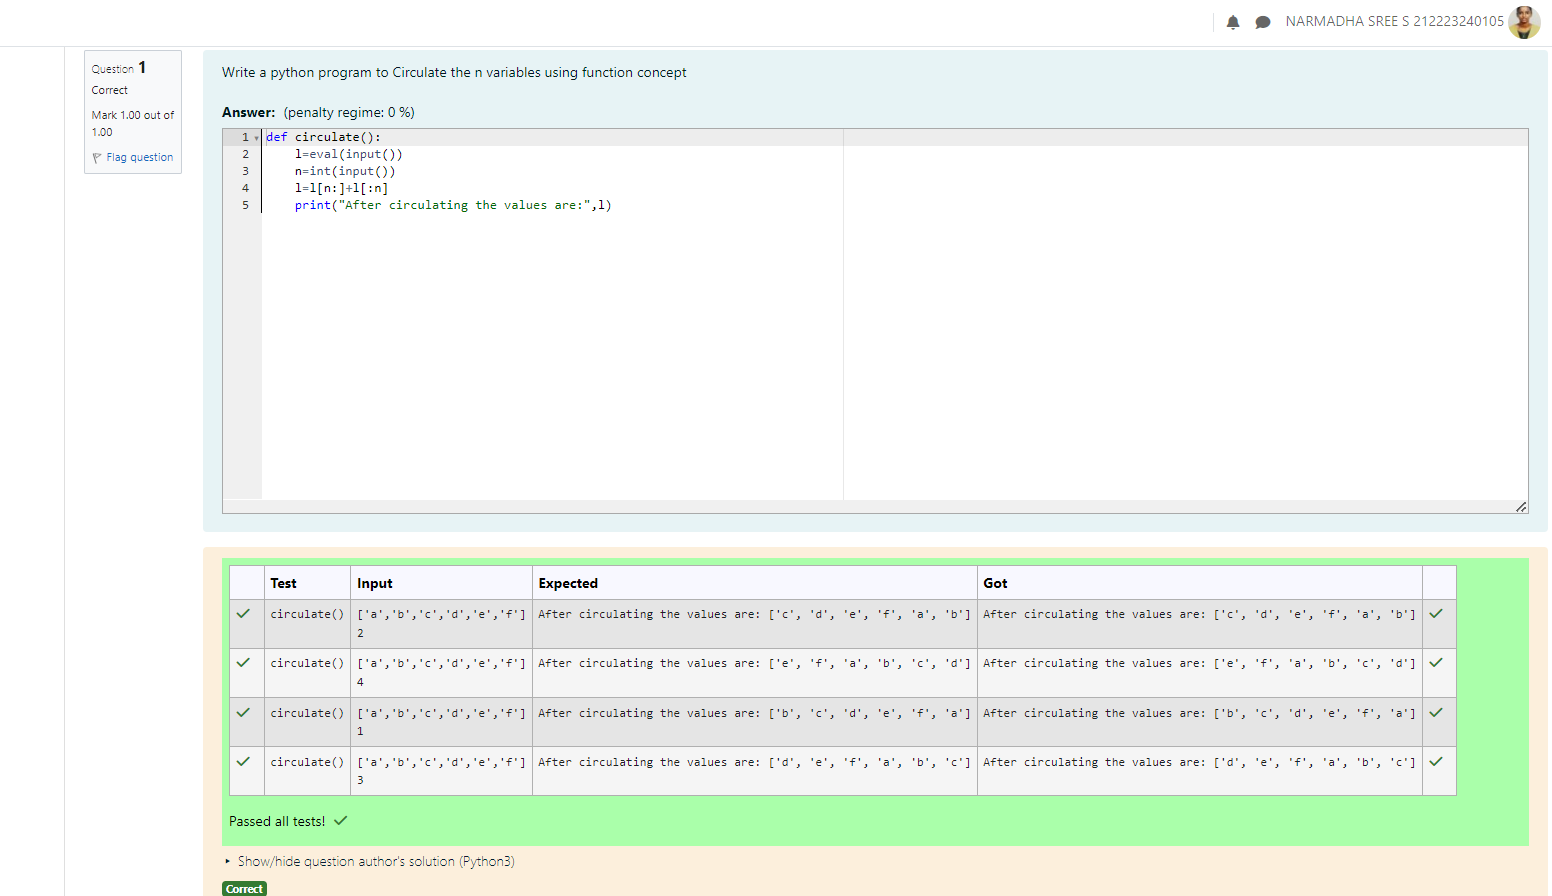 NARMADHA SREE S 212223240105
Question 1
Correct
Mark 1.00 out of
1.00
Flag question
Write a python program to Circulate the n variables using function concept
Answer: (penalty regime: 0 %)
1 def circulate():
2     l=eval(input())
3     n=int(input())
4     l=l[n:]+l[:n]
5     print("After circulating the values are:",l)
Test Input Expected Got
circulate() ['a','b','c','d','e','f'] After circulating the values are: ['c', 'd', 'e', 'f', 'a', 'b'] After circulating the values are: ['c', 'd', 'e', 'f', 'a', 'b']
2
circulate() ['a','b','c','d','e','f'] After circulating the values are: ['e', 'f', 'a', 'b', 'c', 'd'] After circulating the values are: ['e', 'f', 'a', 'b', 'c', 'd']
4
circulate() ['a','b','c','d','e','f'] After circulating the values are: ['b', 'c', 'd', 'e', 'f', 'a'] After circulating the values are: ['b', 'c', 'd', 'e', 'f', 'a']
1
circulate() ['a','b','c','d','e','f'] After circulating the values are: ['d', 'e', 'f', 'a', 'b', 'c'] After circulating the values are: ['d', 'e', 'f', 'a', 'b', 'c']
3
Passed all tests!
Show/hide question author's solution (Python3)
Correct